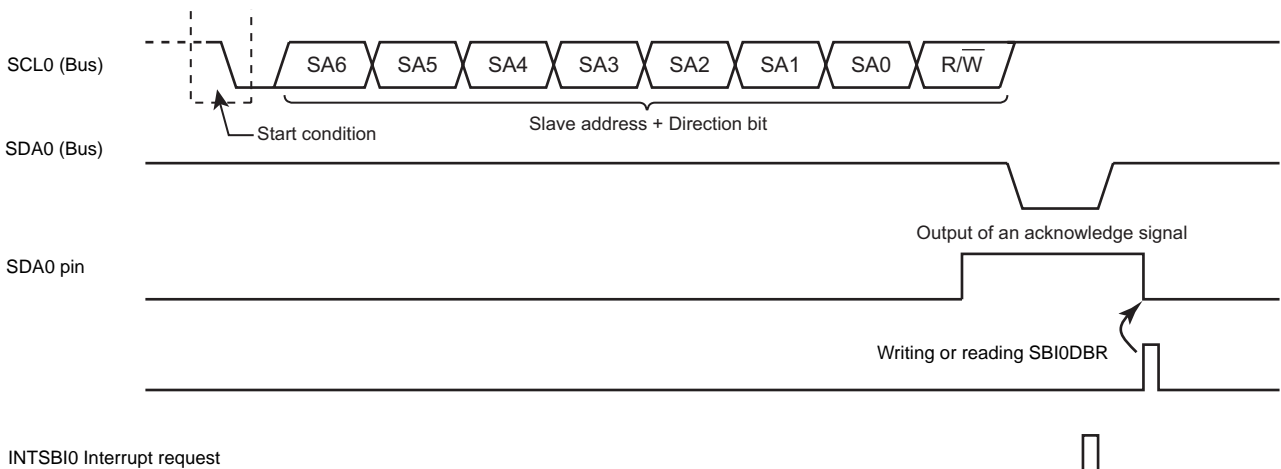 SCL0 (Bus)
SA6 SA5 SA4 SA3 SA2 SA1 SA0 R/W̅
Start condition
Slave address + Direction bit
SDA0 (Bus)
Output of an acknowledge signal
SDA0 pin
Writing or reading SBI0DBR
INTSBI0 Interrupt request